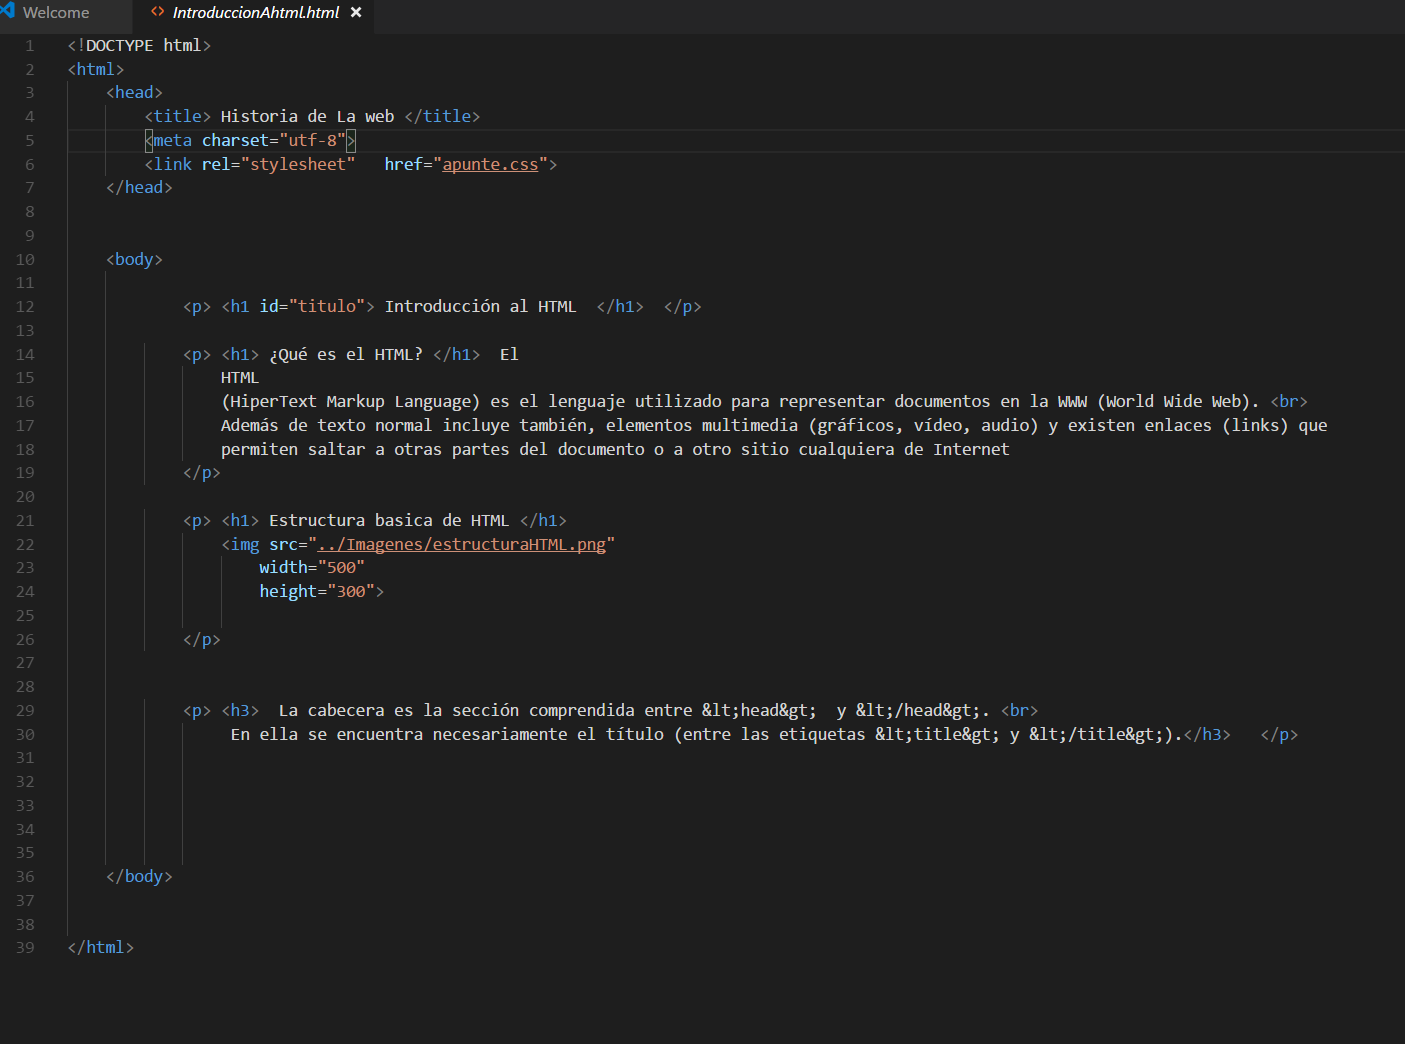 Welcome
<> IntroduccionAhtml.html ×
1 <!DOCTYPE html>
2 <html>
3 <head>
4 <title> Historia de La web </title>
5 <meta charset="utf-8">
6 <link rel="stylesheet"   href="apunte.css">
7 </head>
8
9
10 <body>
11
12 <p> <h1 id="titulo"> Introducción al HTML  </h1>  </p>
13
14 <p> <h1> ¿Qué es el HTML? </h1>  El
15 HTML
16 (HiperText Markup Language) es el lenguaje utilizado para representar documentos en la WWW (World Wide Web). <br>
17 Además de texto normal incluye también, elementos multimedia (gráficos, vídeo, audio) y existen enlaces (links) que
18 permiten saltar a otras partes del documento o a otro sitio cualquiera de Internet
19 </p>
20
21 <p> <h1> Estructura basica de HTML </h1>
22 <img src="../Imagenes/estructuraHTML.png"
23 width="500"
24 height="300">
25
26 </p>
27
28
29 <p> <h3>  La cabecera es la sección comprendida entre &lt;head&gt;  y &lt;/head&gt;. <br>
30 En ella se encuentra necesariamente el título (entre las etiquetas &lt;title&gt; y &lt;/title&gt;).</h3>   </p>
31
32
33
34
35
36 </body>
37
38
39 </html>